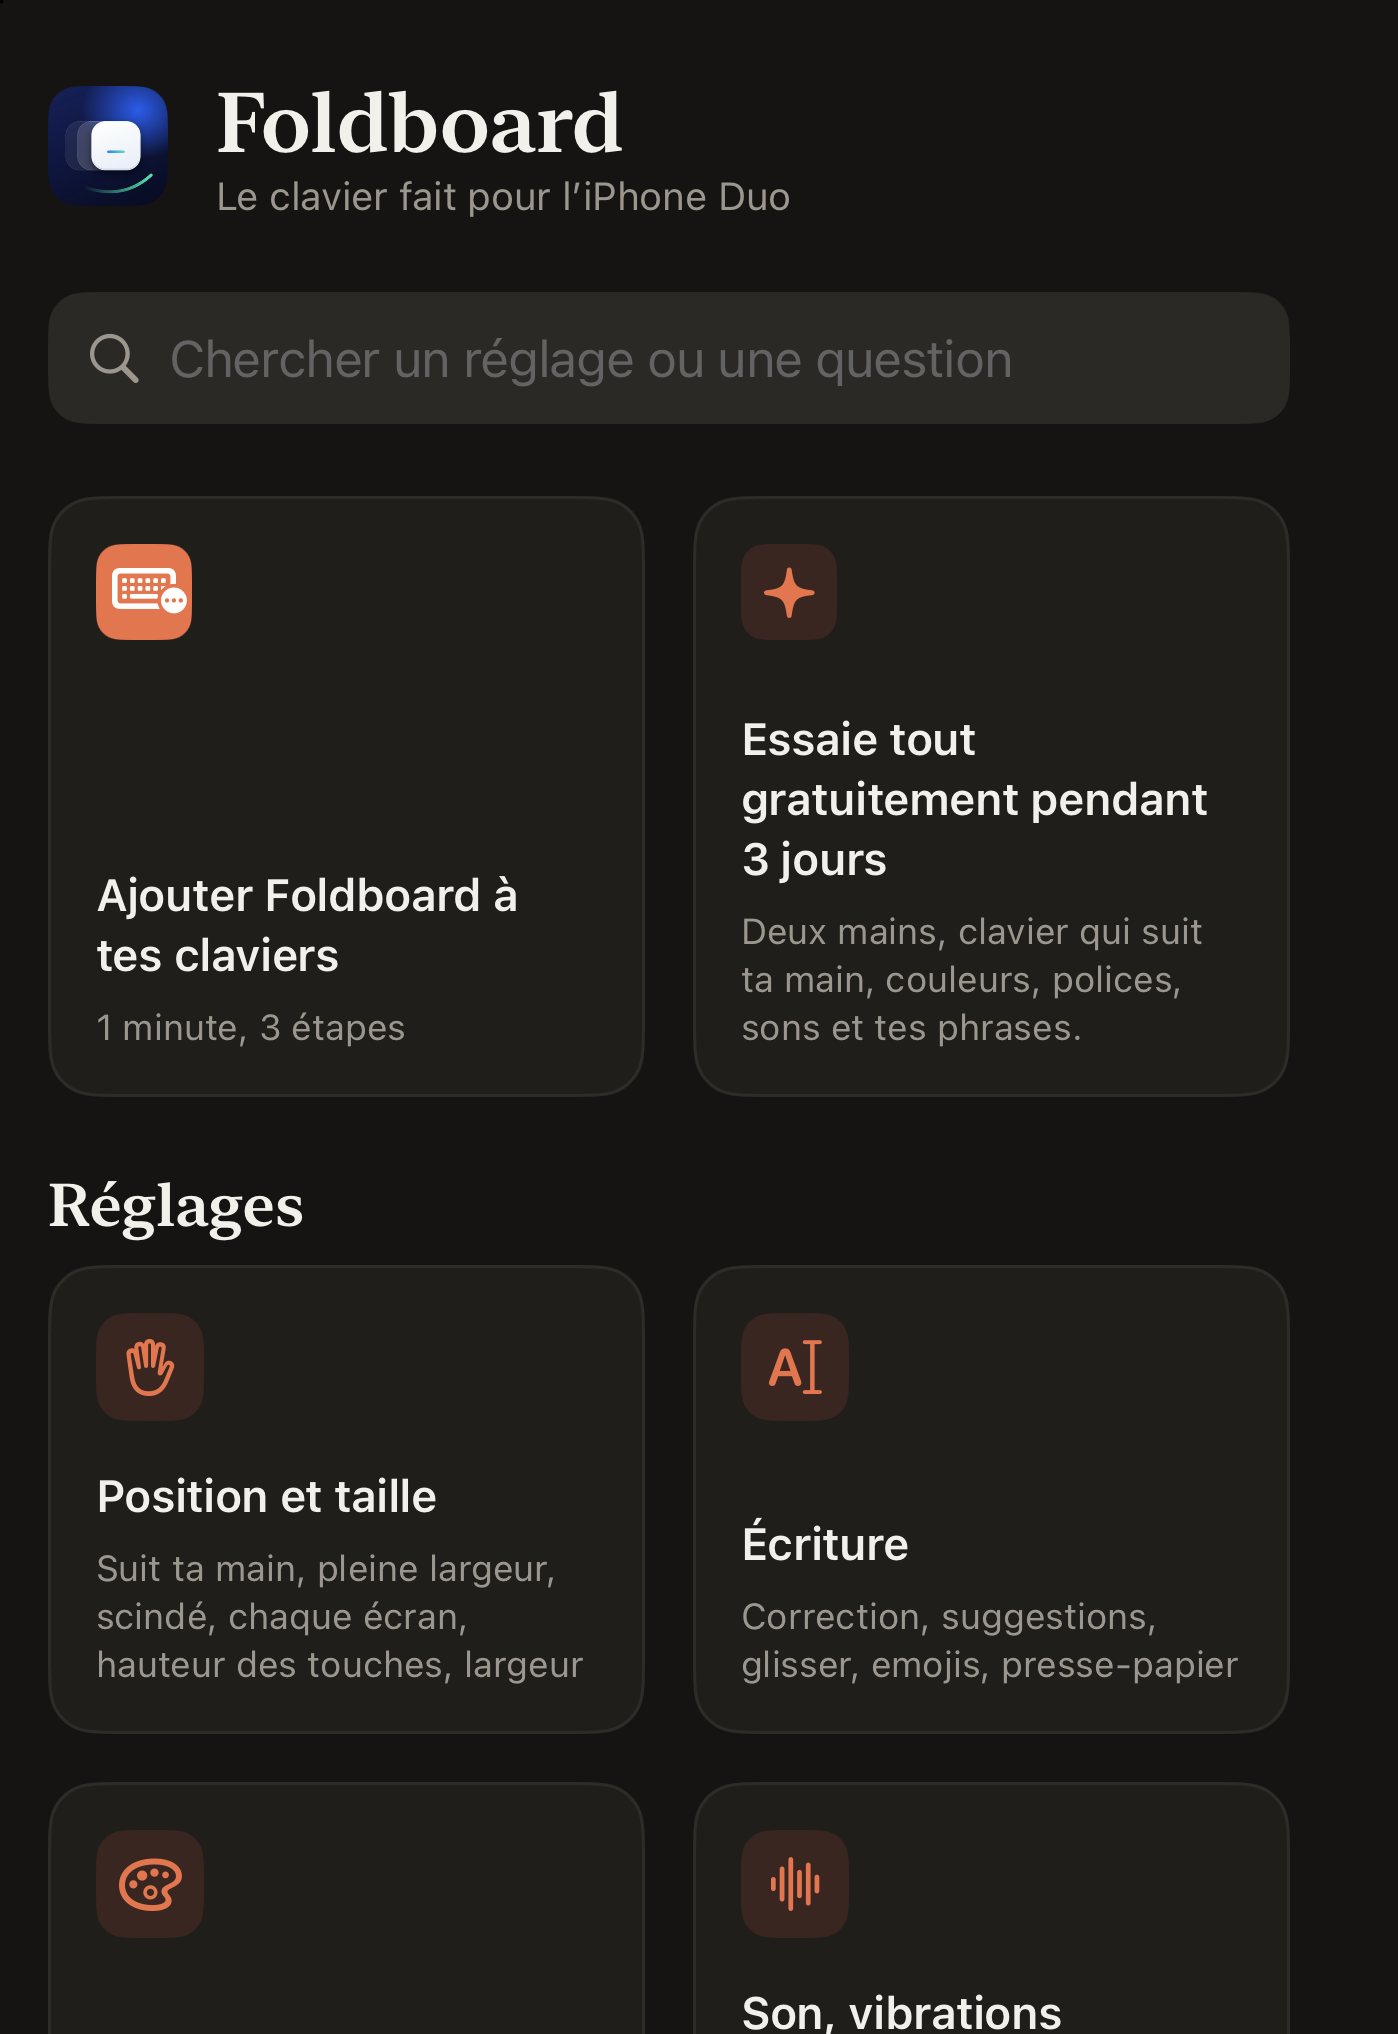 Foldboard
Le clavier fait pour l’iPhone Duo
Chercher un réglage ou une question
Ajouter Foldboard à
tes claviers
1 minute, 3 étapes
Essaie tout
gratuitement pendant
3 jours
Deux mains, clavier qui suit
ta main, couleurs, polices,
sons et tes phrases.
Réglages
Position et taille
Suit ta main, pleine largeur,
scindé, chaque écran,
hauteur des touches, largeur
Écriture
Correction, suggestions,
glisser, emojis, presse-papier
Son, vibrations